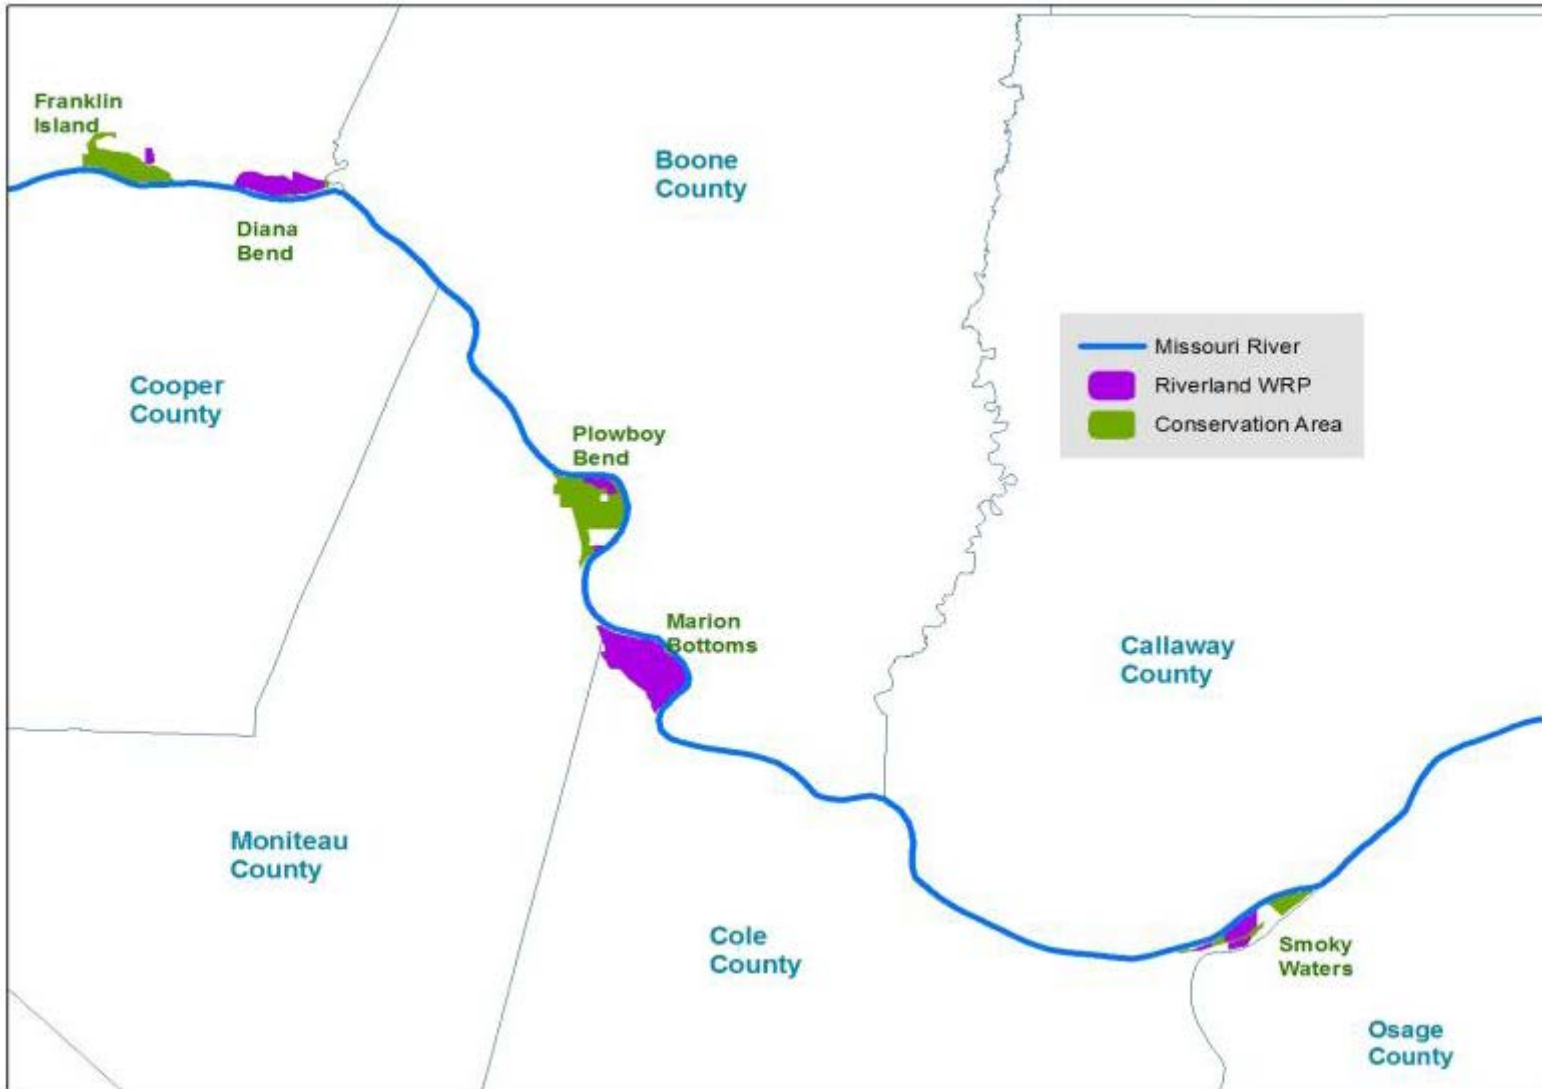 Franklin
Island
Boone
County
Diana
Bend
Missouri River
Riverland WRP
Conservation Area
Cooper
County
Plowboy
Bend
Marion
Bottoms
Callaway
County
Moniteau
County
Cole
County
Smoky
Waters
Osage
County